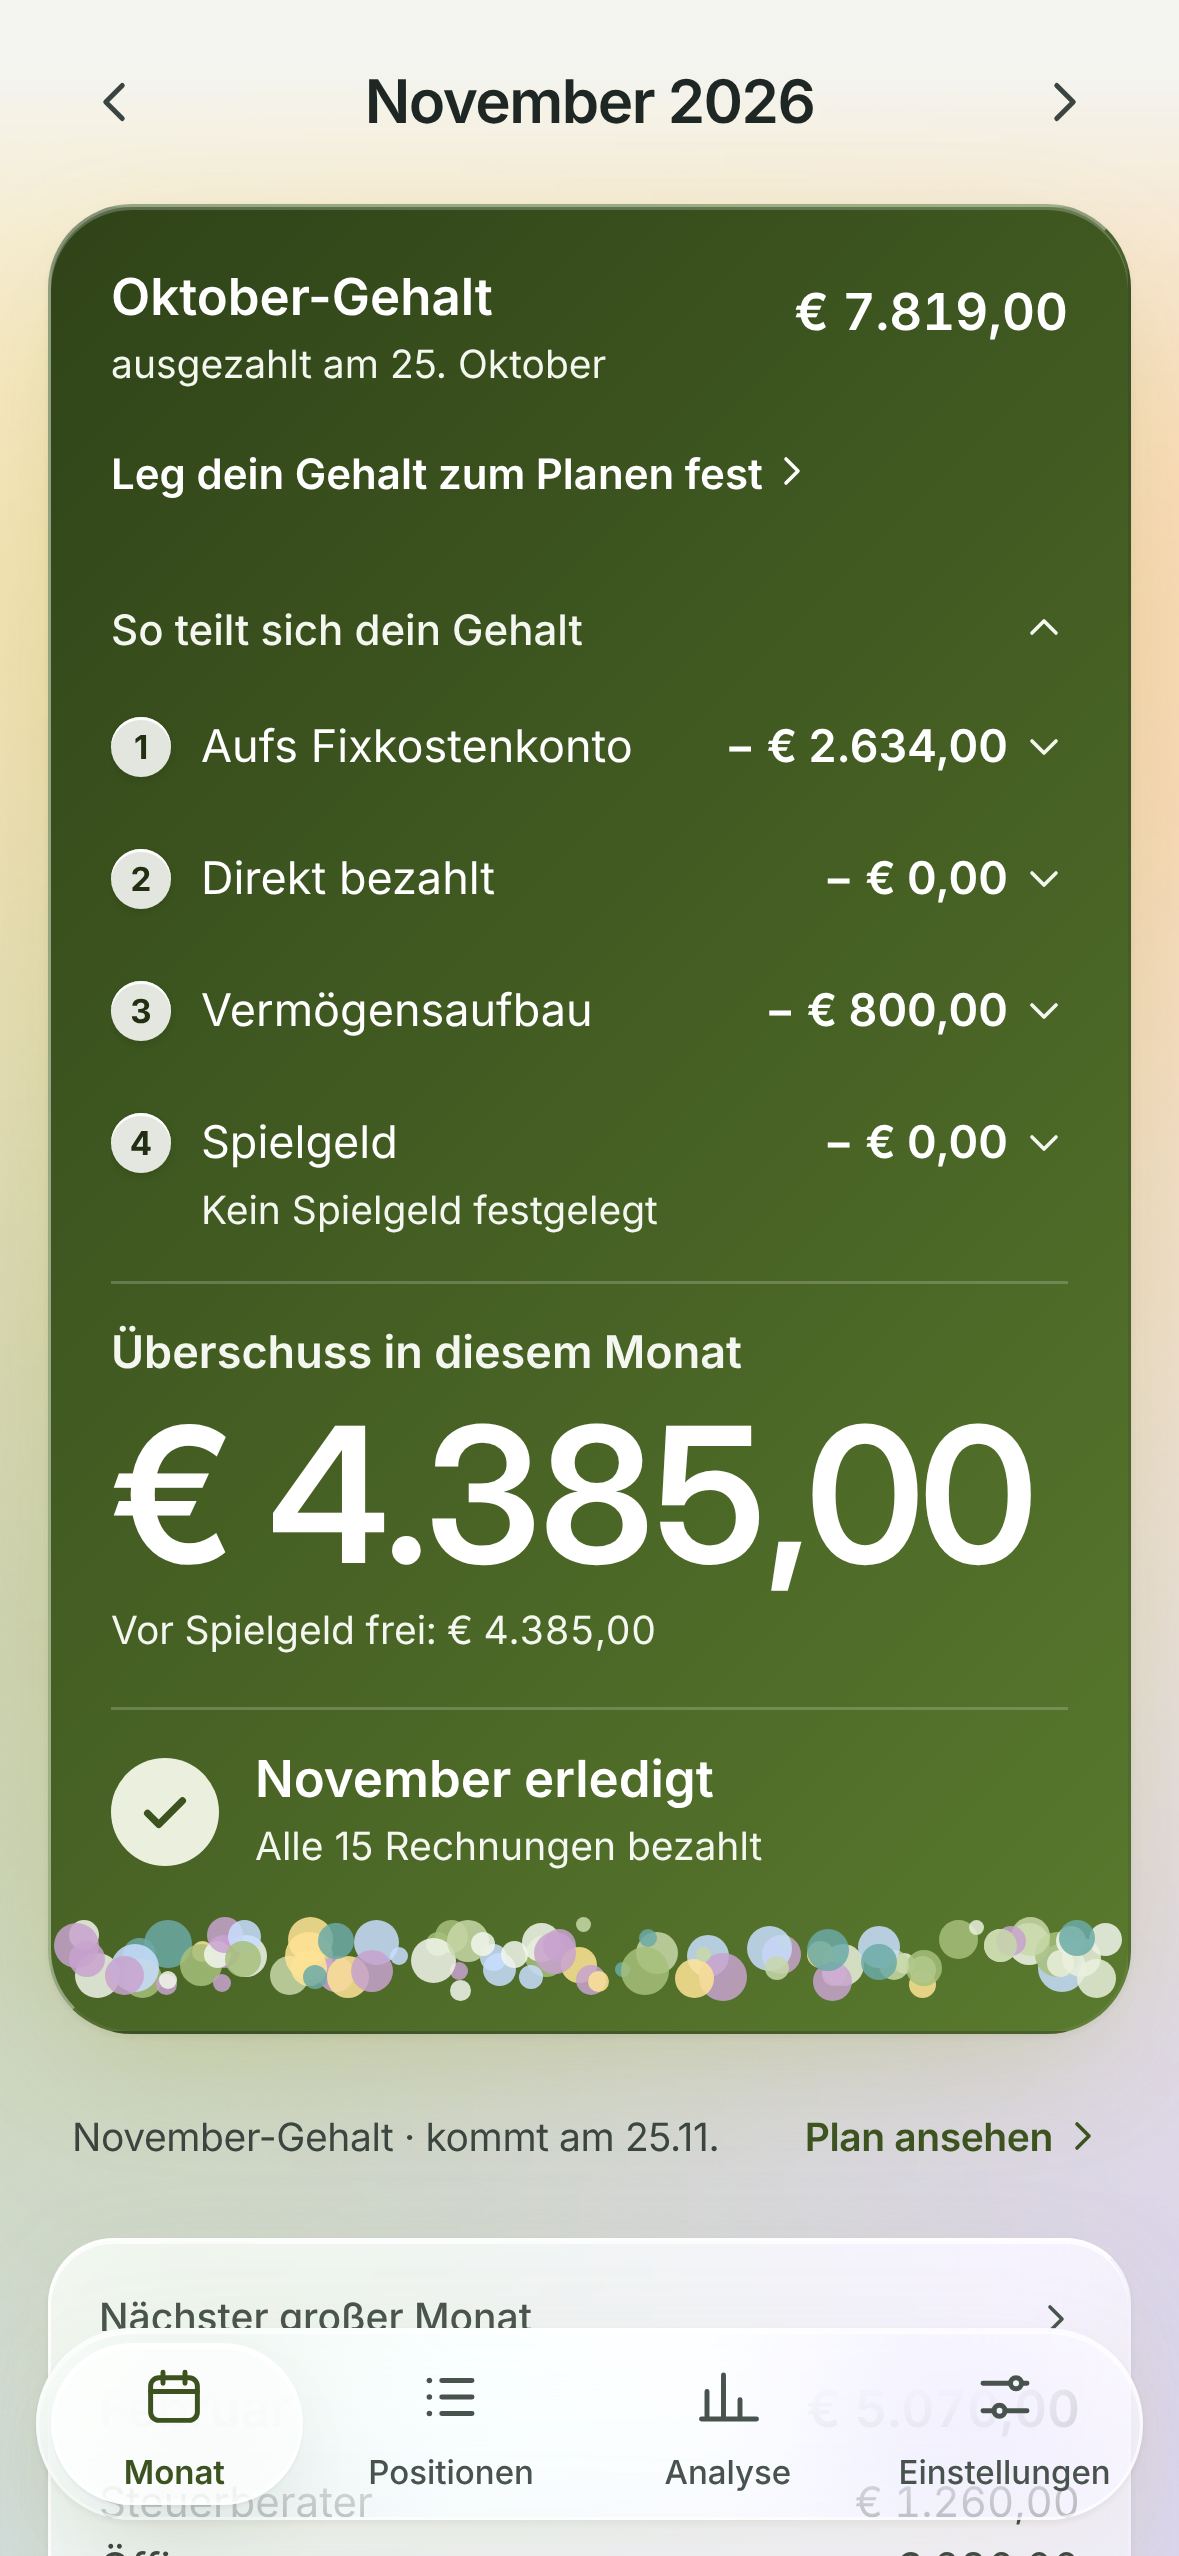 November 2026
Oktober-Gehalt
€ 7.819,00
ausgezahlt am 25. Oktober
Leg dein Gehalt zum Planen fest
So teilt sich dein Gehalt
1 Aufs Fixkostenkonto – € 2.634,00
2 Direkt bezahlt – € 0,00
3 Vermögensaufbau – € 800,00
4 Spielgeld – € 0,00
Kein Spielgeld festgelegt
Überschuss in diesem Monat
€ 4.385,00
Vor Spielgeld frei: € 4.385,00
November erledigt
Alle 15 Rechnungen bezahlt
November-Gehalt · kommt am 25.11. Plan ansehen
Nächster großer Monat
€ 5.070,00
Monat Positionen Analyse Einstellungen
Steuerberater € 1.260,00